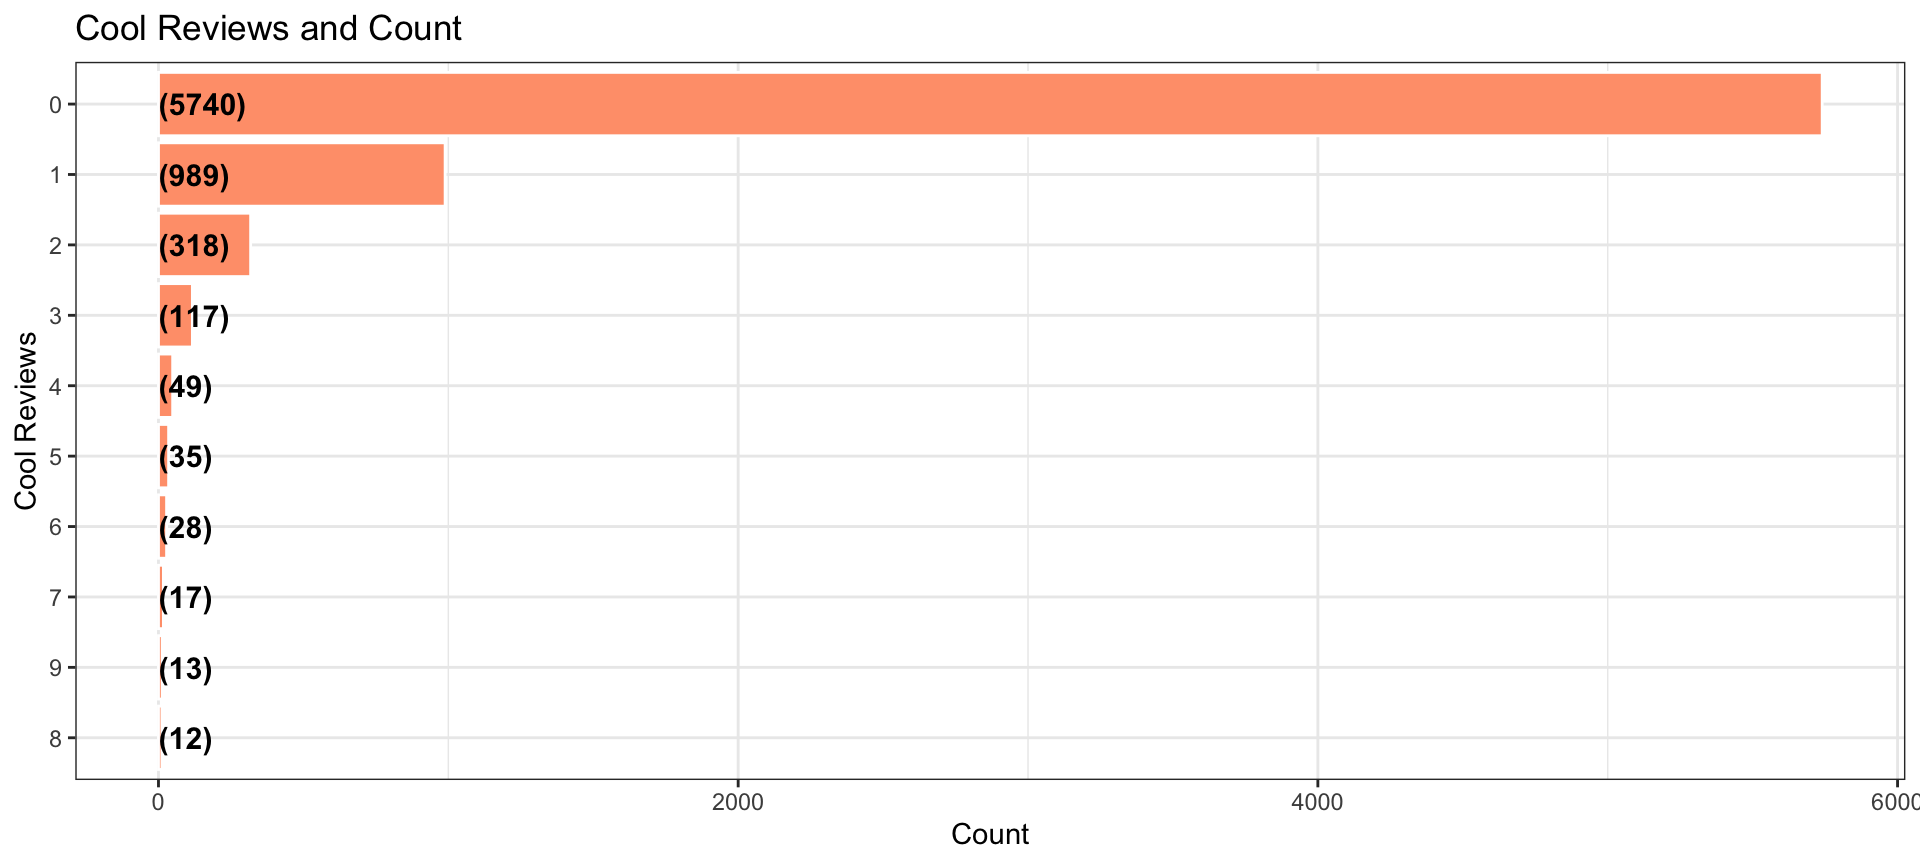 Cool Reviews and Count
Cool Reviews
0 (5740)
1 (989)
2 (318)
3 (117)
4 (49)
5 (35)
6 (28)
7 (17)
9 (13)
8 (12)
0 2000 4000 6000
Count